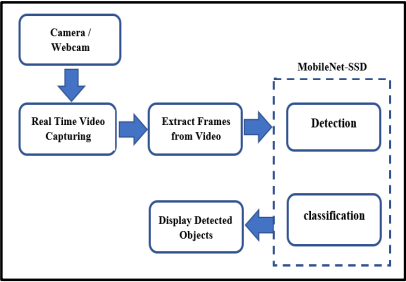 Camera /
Webcam
MobileNet-SSD
Real Time Video
Capturing
Extract Frames
from Video
Detection
Display Detected
Objects
classification